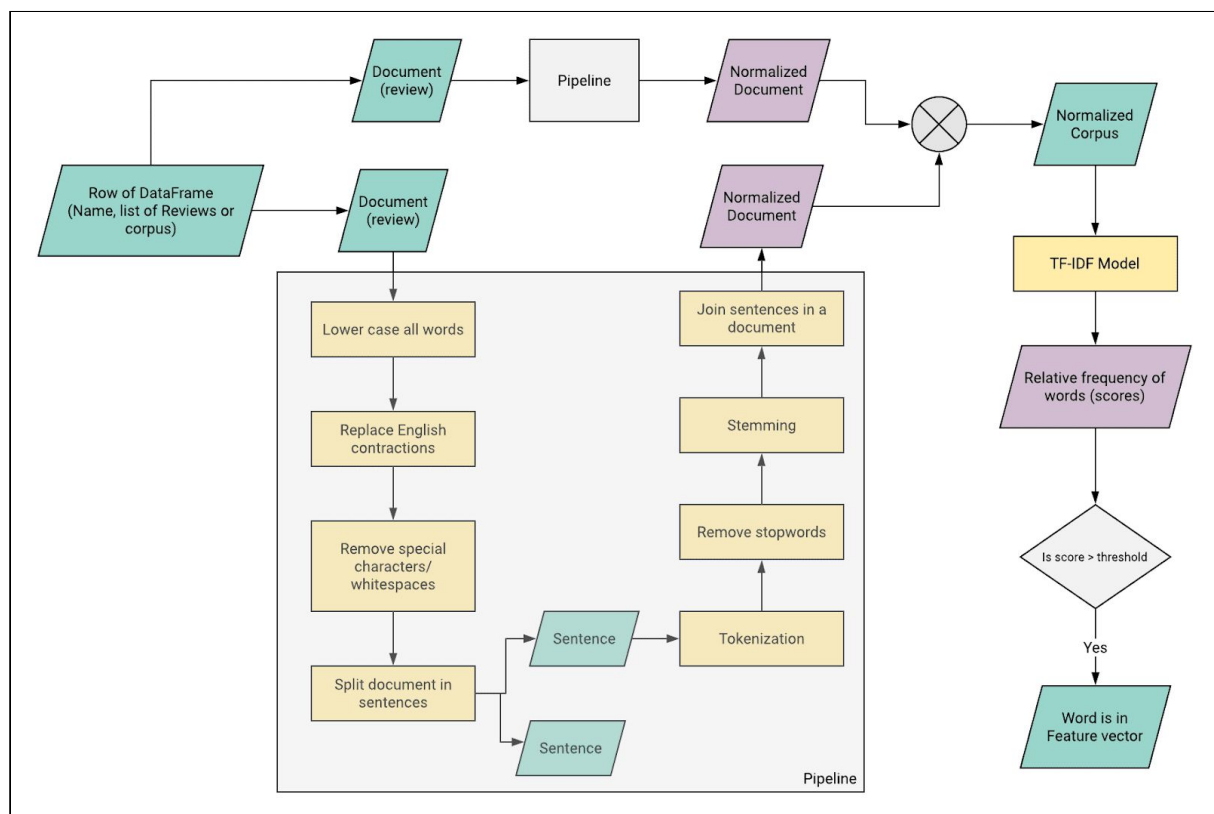 Document
(review)
Pipeline
Normalized
Document
Normalized
Corpus
Row of DataFrame
(Name, list of Reviews or
corpus)
Document
(review)
Normalized
Document
TF-IDF Model
Lower case all words
Join sentences in a
document
Relative frequency of
words (scores)
Replace English
contractions
Stemming
Remove special
characters/
whitespaces
Remove stopwords
Is score > threshold
Sentence
Tokenization
Yes
Split document in
sentences
Sentence
Word is in
Feature vector
Pipeline